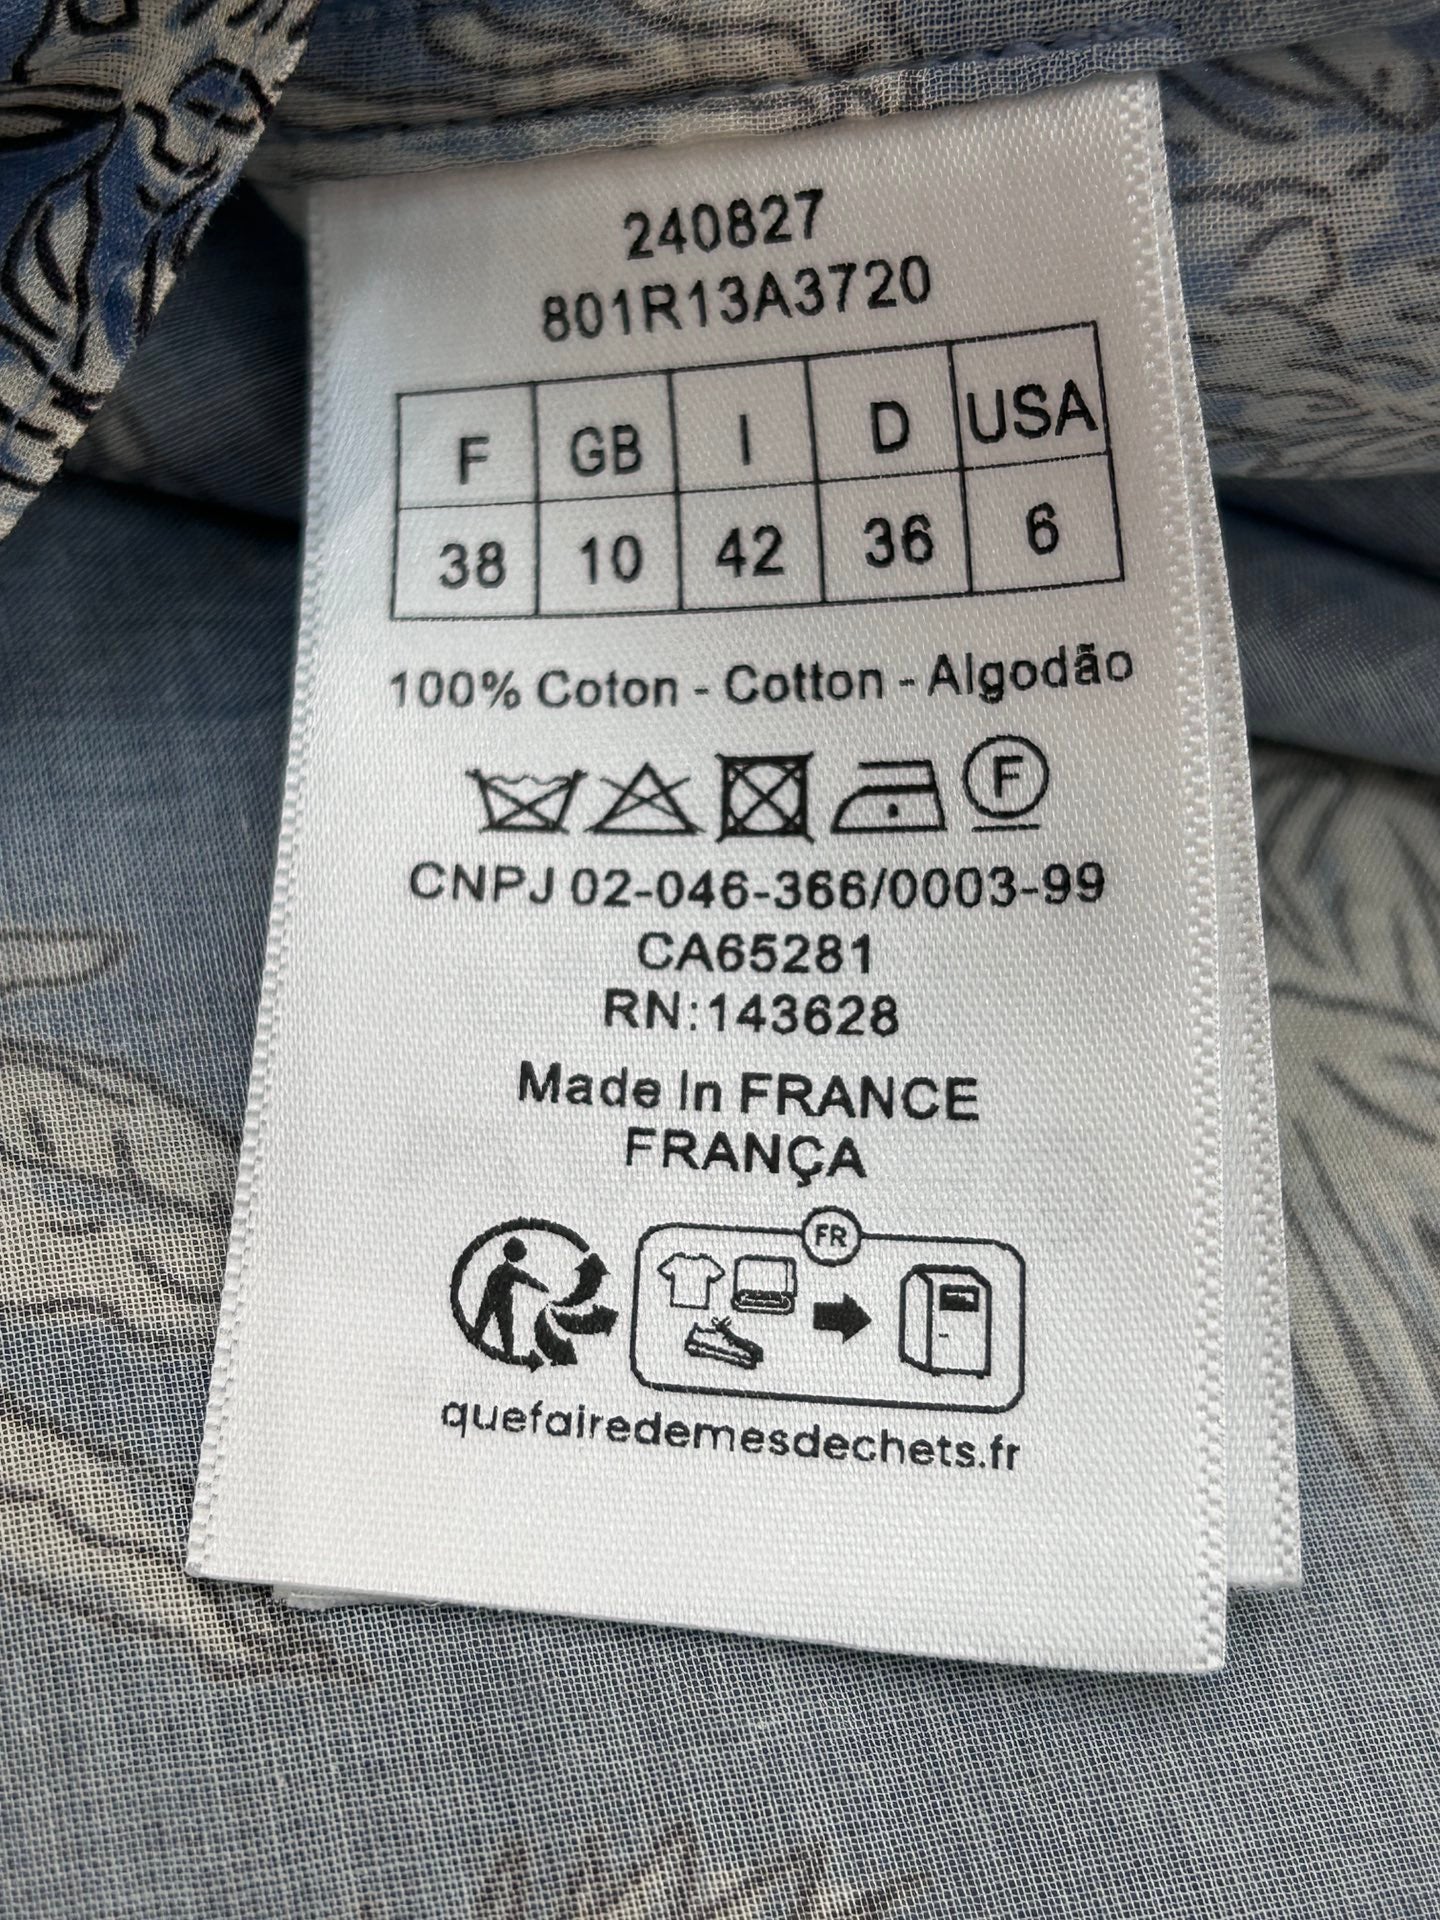 240827
801R13A3720
F GB I D USA
38 10 42 36 6
100% Coton - Cotton - Algodão
F
CNPJ 02-046-366/0003-99
CA65281
RN:143628
Made In FRANCE
FRANÇA
FR
quefairedemesdechets.fr